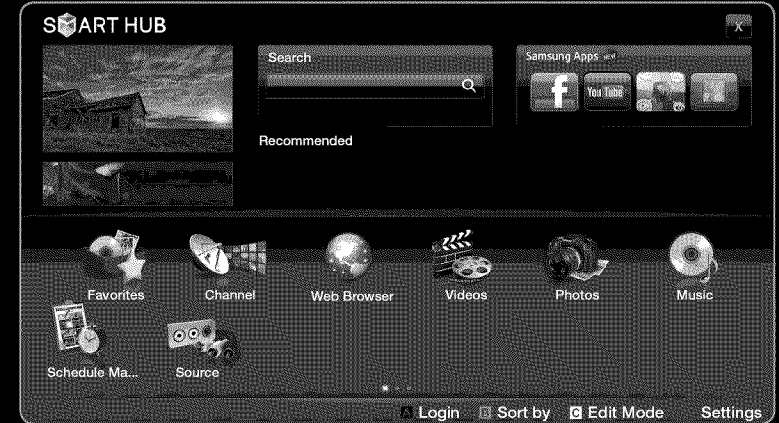 SMART HUB
X
Search
Samsung Apps NEW
f
You Tube
Recommended
Favorites
Channel
Web Browser
Videos
Photos
Music
Schedule Ma...
Source
A Login
B Sort by
C Edit Mode
Settings